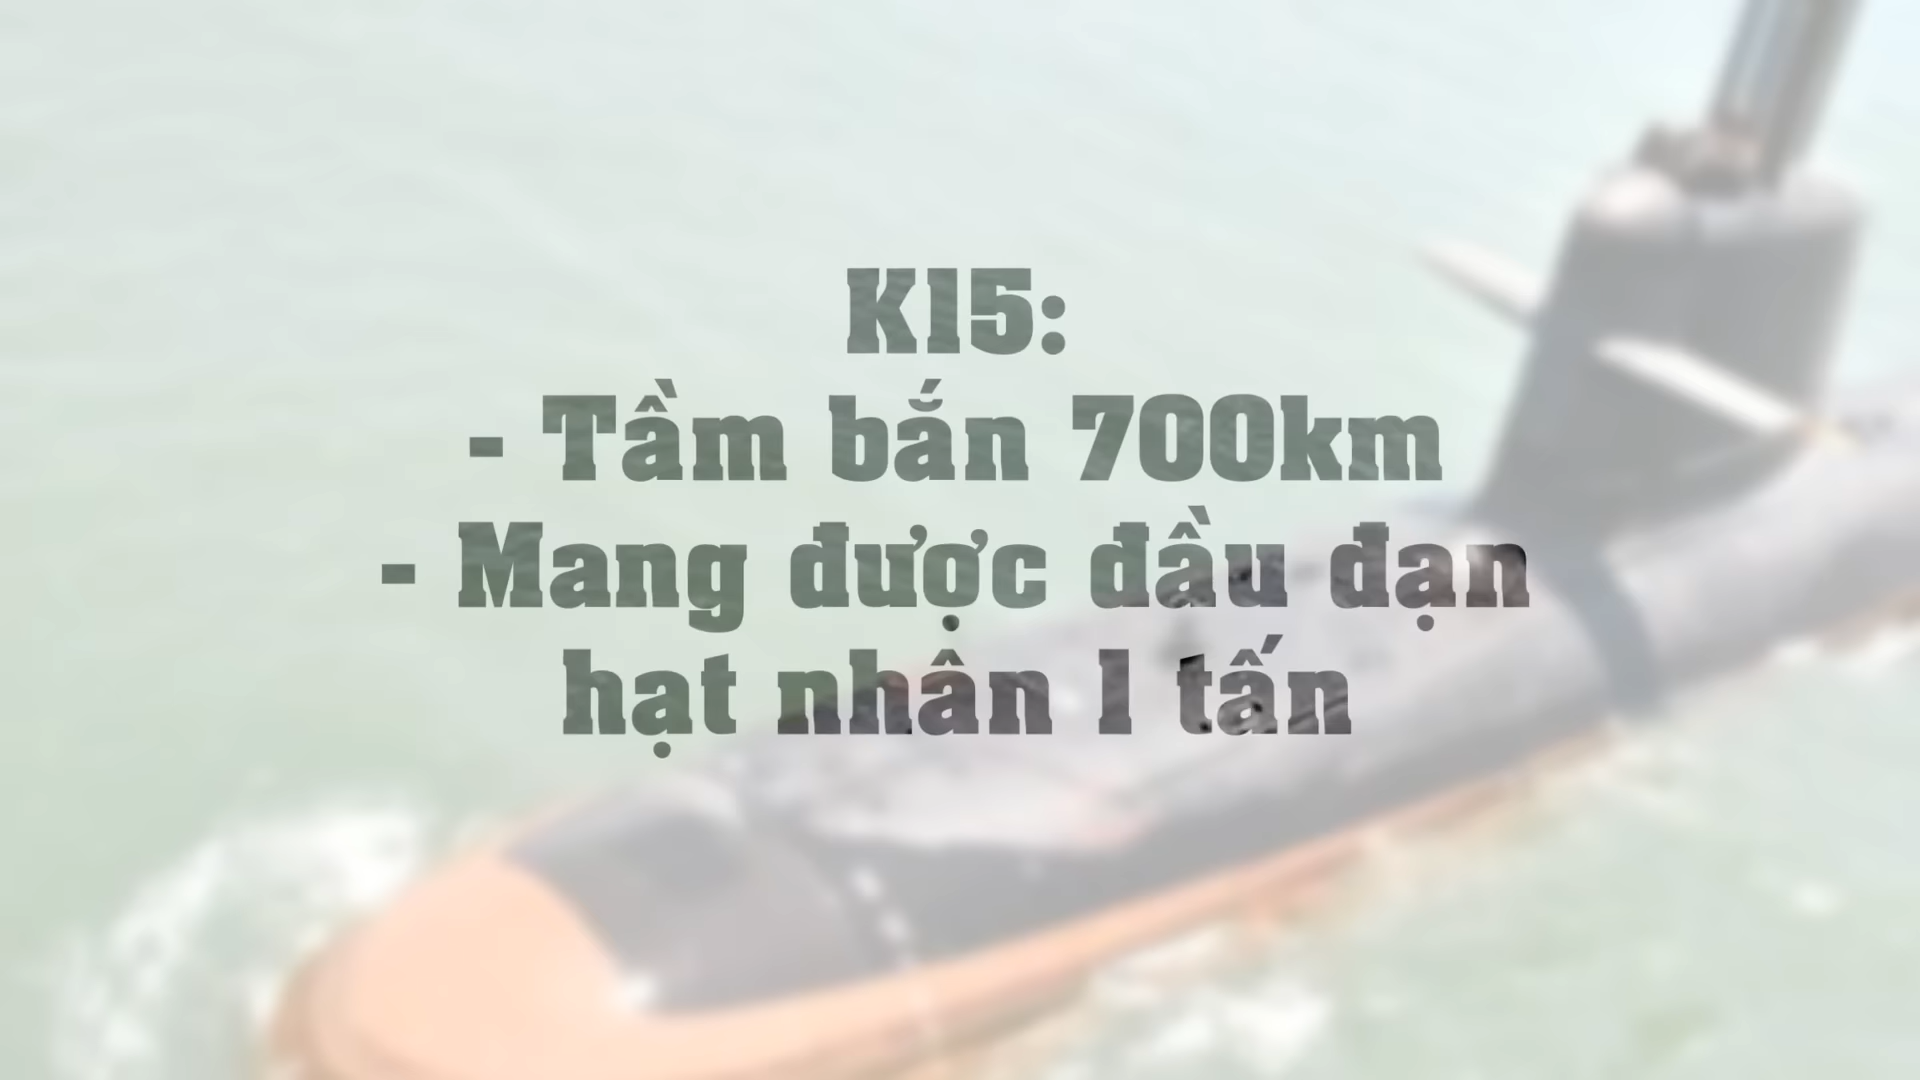 K15:
- Tầm bắn 700km
- Mang được đầu đạn
hạt nhân 1 tấn